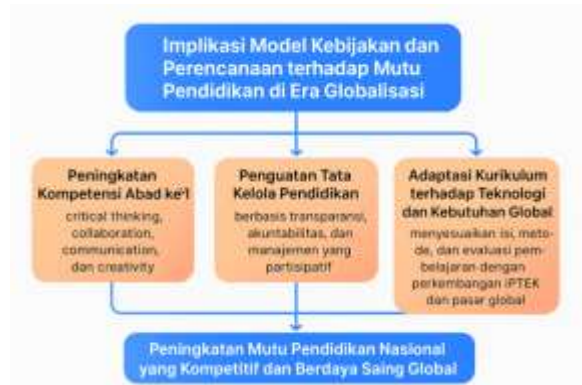 Implikasi Model Kebijakan dan
Perencanaan terhadap Mutu
Pendidikan di Era Globalisasi
Peningkatan
Kompetensi Abad ke-1
critical thinking,
collaboration,
communication,
dan creativity
Penguatan Tata
Kelola Pendidikan
berbasis transparansi,
akuntabilitas, dan
manajemen yang
partisipatif
Adaptasi Kurikulum
terhadap Teknologi
dan Kebutuhan Global
menyesuaikan isi, meto-
de, dan evaluasi pem-
belajaran dengan
perkembangan IPTEK
dan pasar global
Peningkatan Mutu Pendidikan Nasional
yang Kompetitif dan Berdaya Saing Global